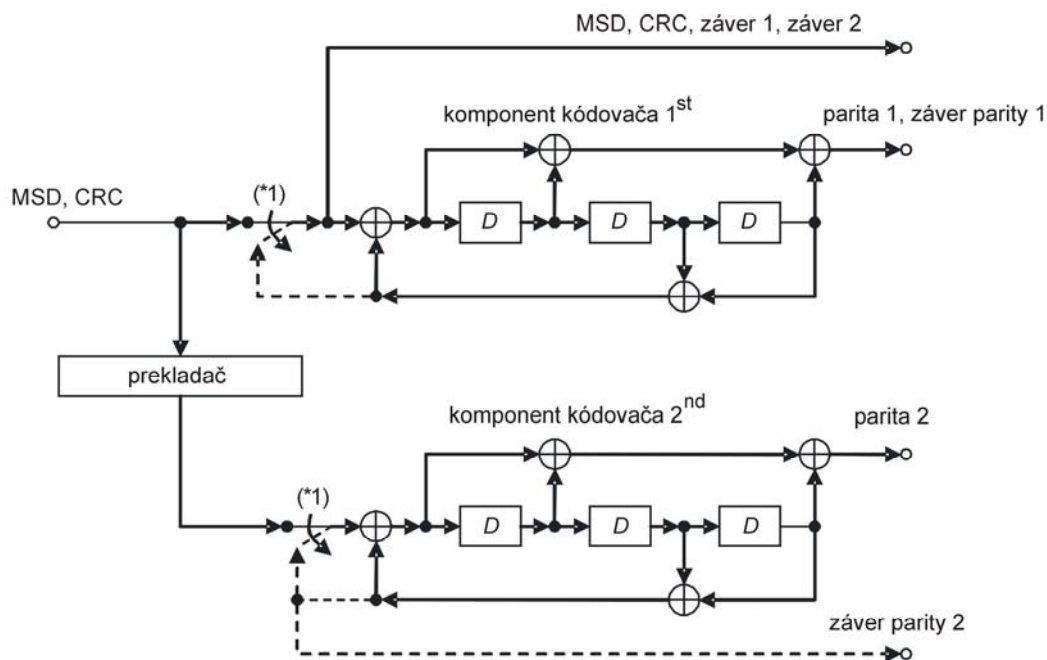 MSD, CRC, záver 1, záver 2
komponent kódovača 1st
parita 1, záver parity 1
MSD, CRC
(*1)
D
D
D
prekladač
komponent kódovača 2nd
parita 2
(*1)
D
D
D
záver parity 2